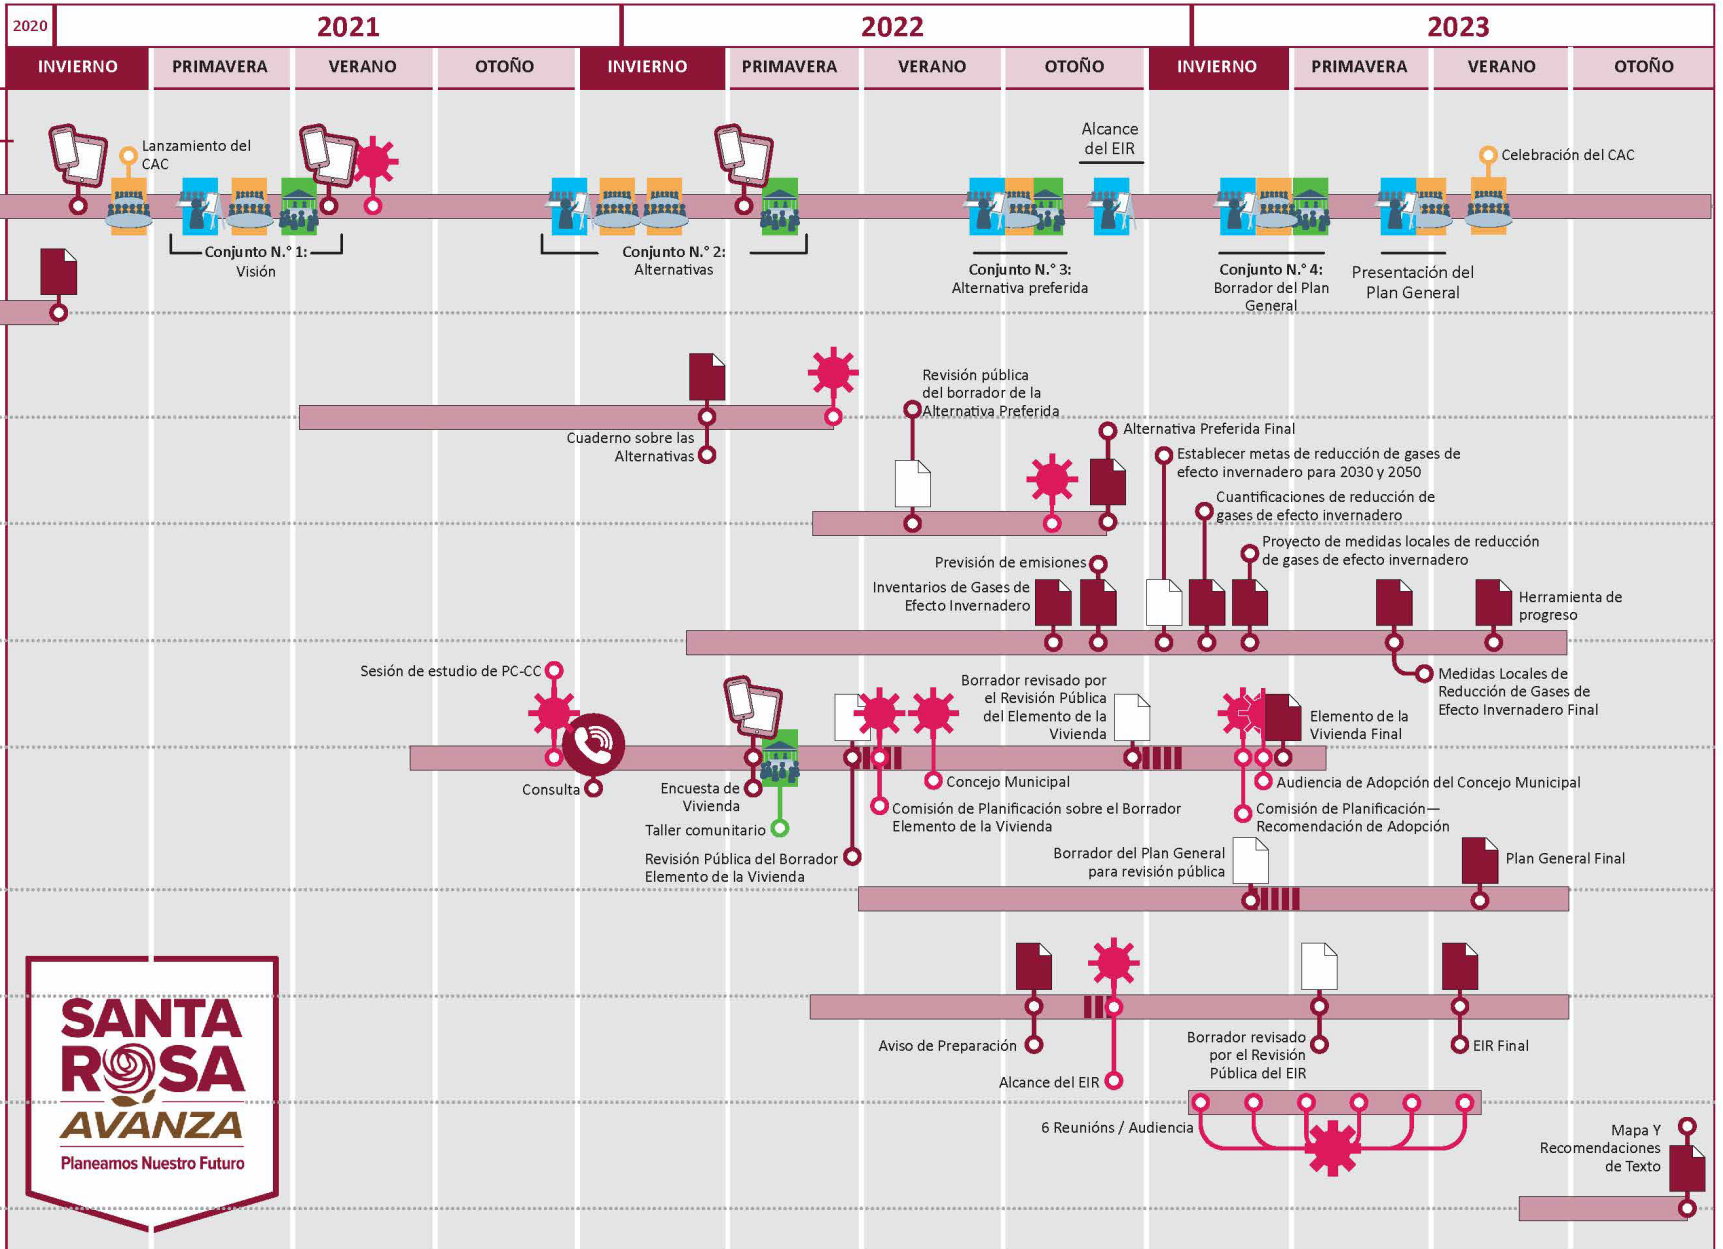 2020
2021
2022
2023
INVIERNO
PRIMAVERA
VERANO
OTOÑO
INVIERNO
PRIMAVERA
VERANO
OTOÑO
INVIERNO
PRIMAVERA
VERANO
OTOÑO
Lanzamiento del
CAC
Alcance
del EIR
Celebración del CAC
Conjunto N.° 1:
Visión
Conjunto N.° 2:
Alternativas
Conjunto N.° 3:
Alternativa preferida
Conjunto N.° 4:
Borrador del Plan
General
Presentación del
Plan General
Cuaderno sobre las
Alternativas
Revisión pública
del borrador de la
Alternativa Preferida
Alternativa Preferida Final
Establecer metas de reducción de gases de
efecto invernadero para 2030 y 2050
Cuantificaciones de reducción de
gases de efecto invernadero
Proyecto de medidas locales de reducción
de gases de efecto invernadero
Previsión de emisiones
Inventarios de Gases de
Efecto Invernadero
Herramienta de
progreso
Medidas Locales de
Reducción de Gases de
Efecto Invernadero Final
Sesión de estudio de PC-CC
Consulta
Encuesta de
Vivienda
Taller comunitario
Revisión Pública del Borrador
Elemento de la Vivienda
Concejo Municipal
Comisión de Planificación sobre el Borrador
Elemento de la Vivienda
Borrador revisado por
el Revisión Pública
del Elemento de la
Vivienda
Elemento de la
Vivienda Final
Audiencia de Adopción del Concejo Municipal
Comisión de Planificación—
Recomendación de Adopción
Borrador del Plan General
para revisión pública
Plan General Final
Aviso de Preparación
Alcance del EIR
Borrador revisado
por el Revisión
Pública del EIR
EIR Final
6 Reunións / Audiencia
Mapa Y
Recomendaciones
de Texto
SANTA
ROSA
AVANZA
Planeamos Nuestro Futuro